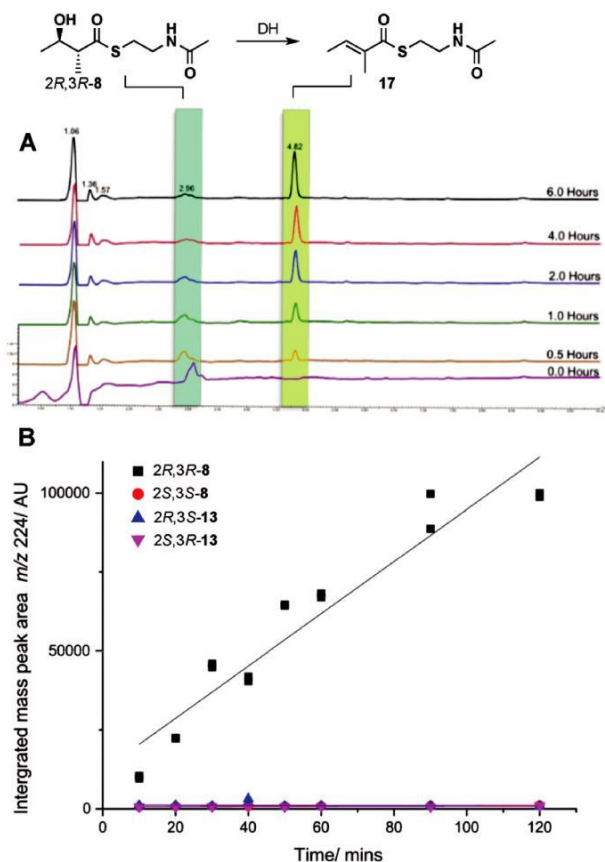 OH
O
S
H
N
O
DH
O
S
H
N
O
2R,3R-8
17
A
1.06
1.36
1.57
2.96
4.82
6.0 Hours
4.0 Hours
2.0 Hours
1.0 Hours
0.5 Hours
0.0 Hours
B
2R,3R-8
2S,3S-8
2R,3S-13
2S,3R-13
Intergrated mass peak area m/z 224/ AU
100000
50000
0
0 20 40 60 80 100 120
Time/ mins